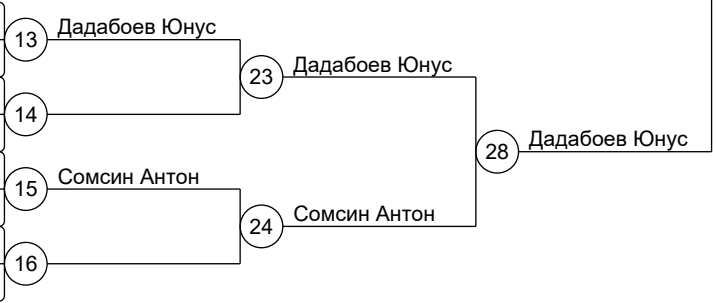 13 Дадабоев Юнус
23 Дадабоев Юнус
14
28 Дадабоев Юнус
15 Сомсин Антон
24 Сомсин Антон
16